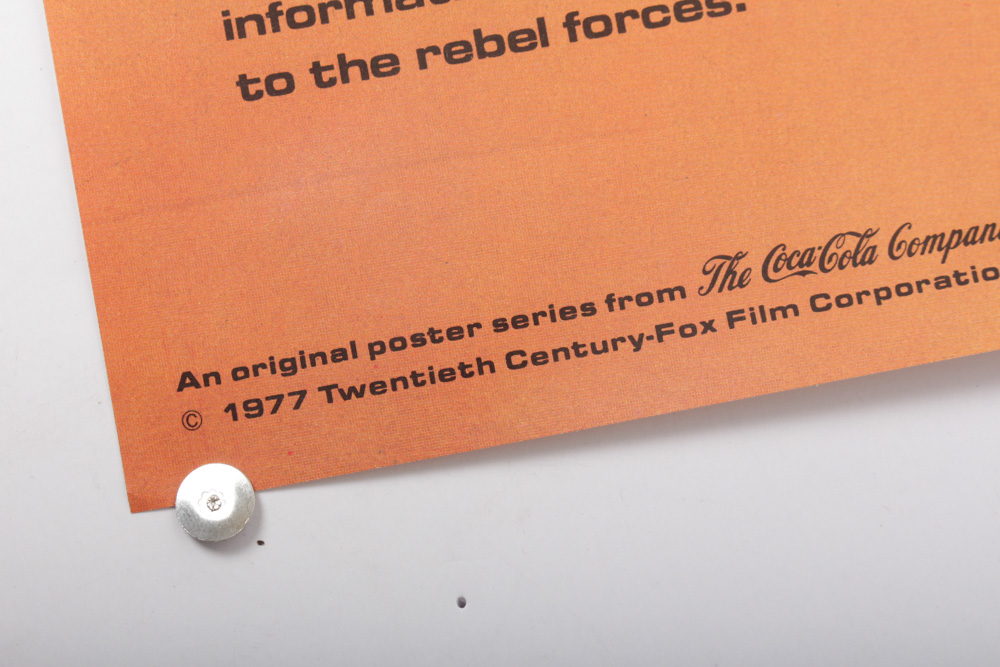 to the rebel forces.
An original poster series from The Coca-Cola
© 1977 Twentieth Century-Fox Film